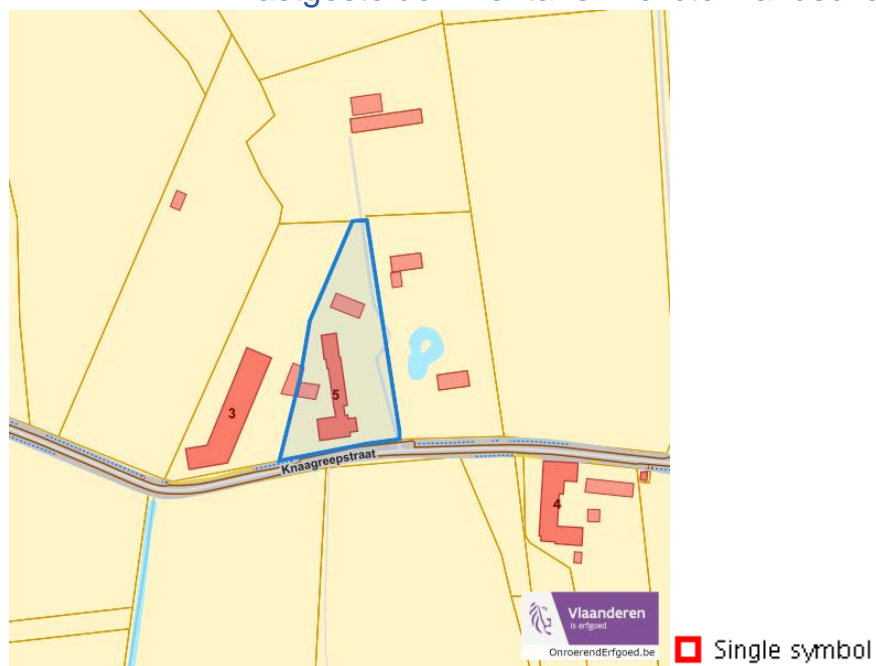 3
5
Knaagreepstraat
4
Vlaanderen
is erfgoed
OnroerendErfgoed.be
Single symbol